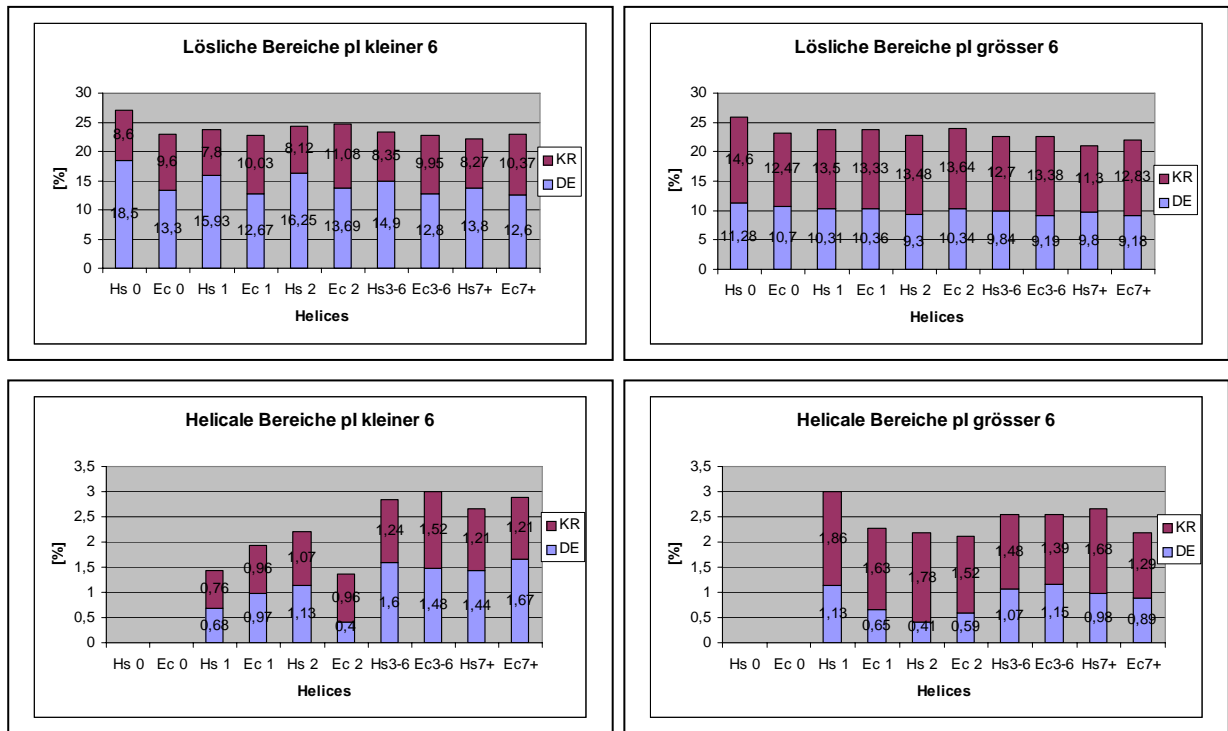 Lösliche Bereiche pI kleiner 6
30
25
20
15
10
5
0
[%]
8,6 9,6 7,8 10,03 8,12 11,08 8,35 9,95 8,27 10,37
18,5 13,3 15,93 12,67 16,25 13,69 14,9 12,8 13,8 12,6
KR
DE
Hs 0 Ec 0 Hs 1 Ec 1 Hs 2 Ec 2 Hs3-6 Ec3-6 Hs7+ Ec7+
Helices
Lösliche Bereiche pI grösser 6
30
25
20
15
10
5
0
[%]
14,6 12,47 13,5 13,33 13,48 13,64 12,7 13,38 11,3 12,83
11,28 10,7 10,31 10,36 9,3 10,34 9,84 9,19 9,8 9,18
KR
DE
Hs 0 Ec 0 Hs 1 Ec 1 Hs 2 Ec 2 Hs3-6 Ec3-6 Hs7+ Ec7+
Helices
Helicale Bereiche pI kleiner 6
3,5
3
2,5
2
1,5
1
0,5
0
[%]
0,76 0,96 1,07 0,96 1,24 1,52 1,21 1,21
0,68 0,97 1,13 0,4 1,6 1,48 1,44 1,67
KR
DE
Hs 0 Ec 0 Hs 1 Ec 1 Hs 2 Ec 2 Hs3-6 Ec3-6 Hs7+ Ec7+
Helices
Helicale Bereiche pI grösser 6
3,5
3
2,5
2
1,5
1
0,5
0
[%]
1,86 1,63 1,78 1,52 1,48 1,39 1,68 1,29
1,13 0,65 0,41 0,59 1,07 1,15 0,98 0,89
KR
DE
Hs 0 Ec 0 Hs 1 Ec 1 Hs 2 Ec 2 Hs3-6 Ec3-6 Hs7+ Ec7+
Helices